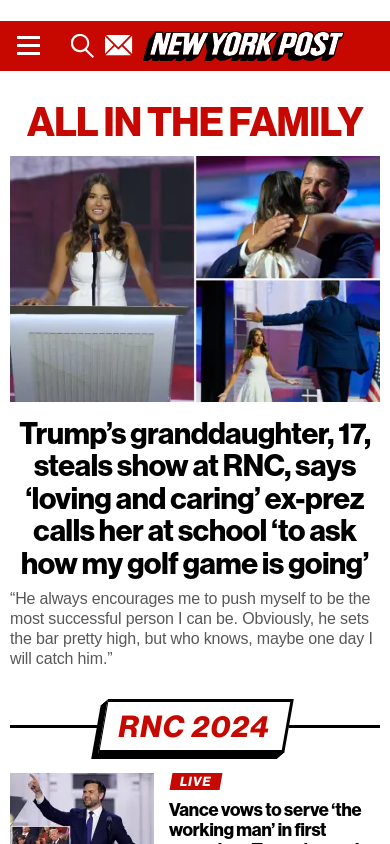 NEW YORK POST
ALL IN THE FAMILY
Trump’s granddaughter, 17,
steals show at RNC, says
‘loving and caring’ ex-prez
calls her at school ‘to ask
how my golf game is going’
“He always encourages me to push myself to be the
most successful person I can be. Obviously, he sets
the bar pretty high, but who knows, maybe one day I
will catch him.”
RNC 2024
LIVE
Vance vows to serve ‘the
working man’ in first